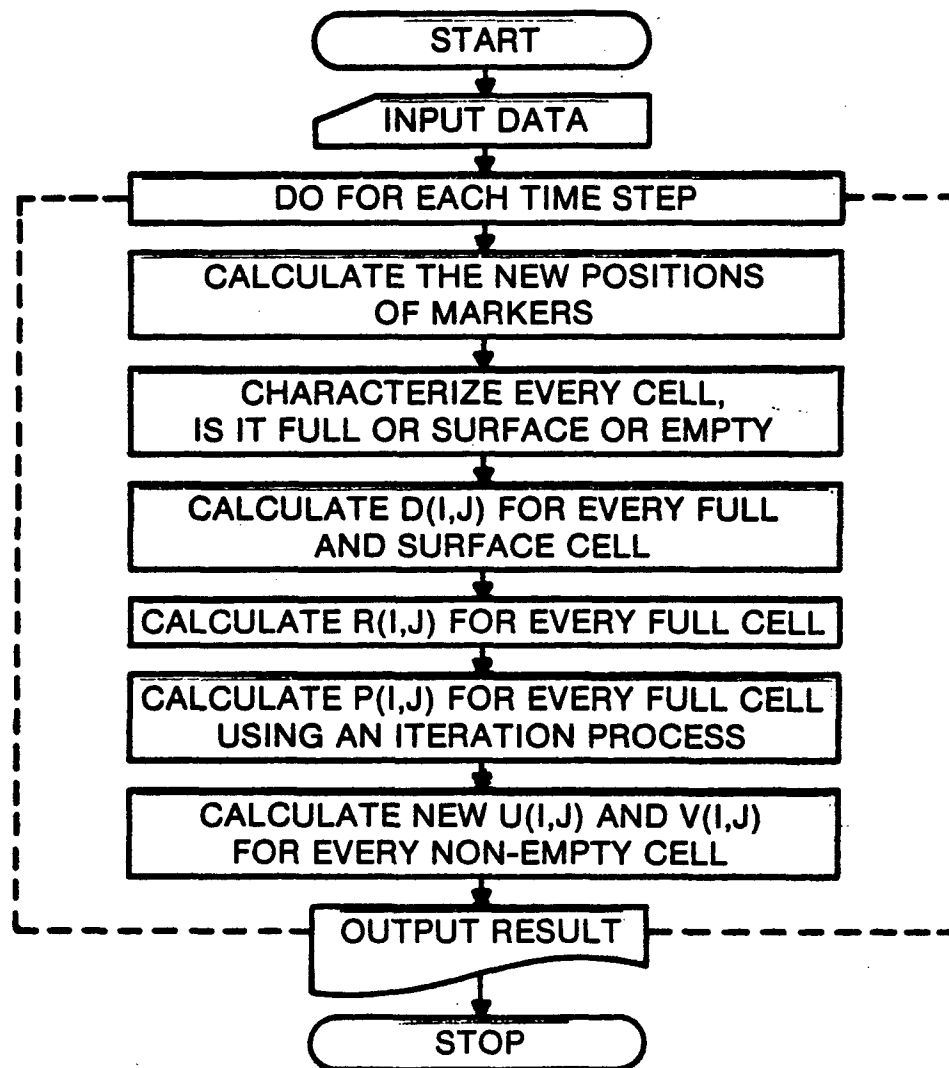 START
INPUT DATA
DO FOR EACH TIME STEP
CALCULATE THE NEW POSITIONS
OF MARKERS
CHARACTERIZE EVERY CELL,
IS IT FULL OR SURFACE OR EMPTY
CALCULATE D(I,J) FOR EVERY FULL
AND SURFACE CELL
CALCULATE R(I,J) FOR EVERY FULL CELL
CALCULATE P(I,J) FOR EVERY FULL CELL
USING AN ITERATION PROCESS
CALCULATE NEW U(I,J) AND V(I,J)
FOR EVERY NON-EMPTY CELL
OUTPUT RESULT
STOP